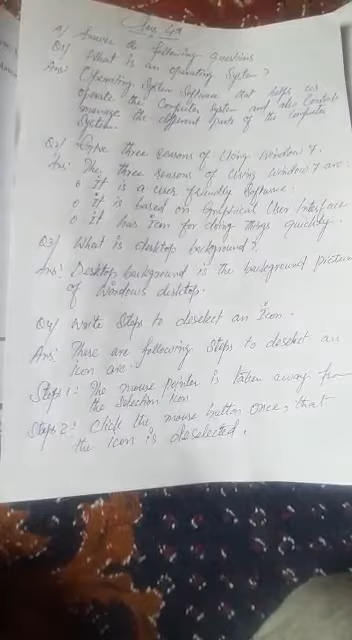 Class 4th
A/ Answer the following Questions
Q1/ What is an operating System?
Ans: Operating System Software that helps us
operate the Computer System and also Controls
manage the different parts of the computer
System.
Q2/ Give three reasons of Using Window 7.
Ans: The three reasons of Using Window 7 are:
o It is a user friendly Software.
o It is based on Graphical User Interface
o it has Icon for doing things quickly.
Q3/ What is desktop background?
Ans: Desktop background is the background picture
of Windows desktop.
Q4/ Write Steps to deselect an Icon.
Ans: These are following Steps to deselect an
Icon are.
Step 1: The mouse pointer is taken away from
the Selection Icon
Step 2: Click the mouse button once, that
the Icon is deselected.